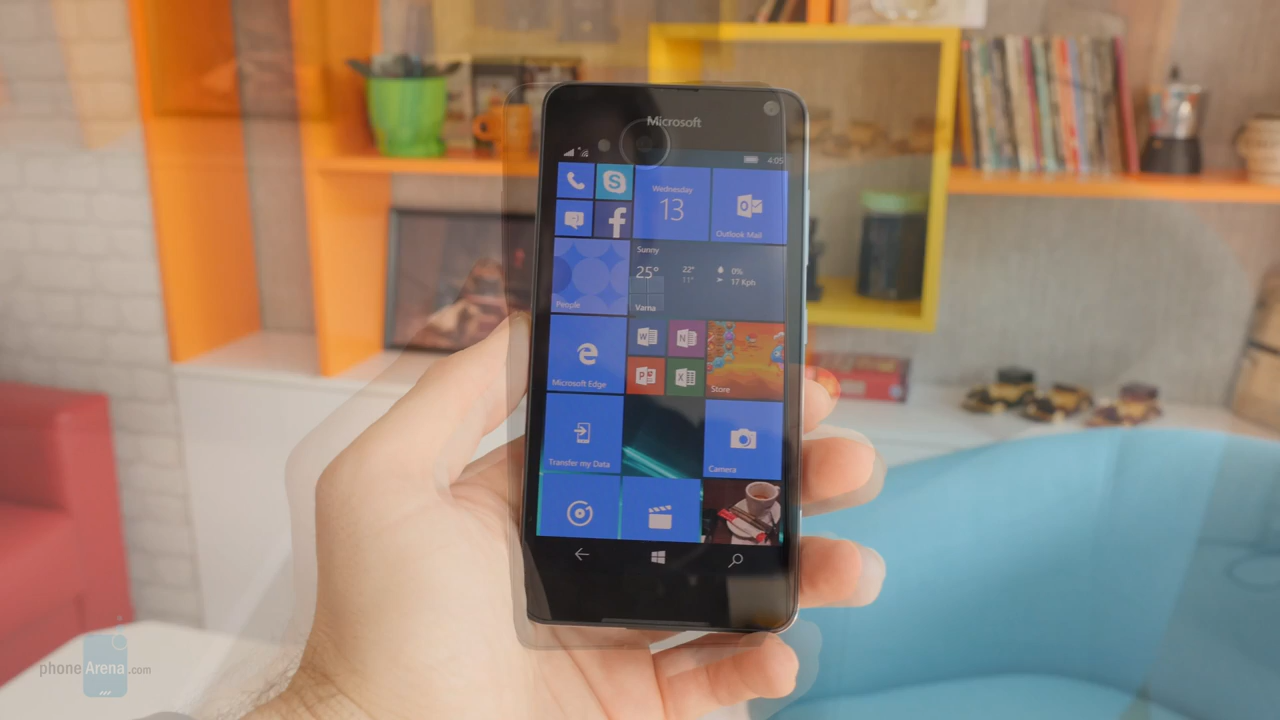 Microsoft
4:05
Wednesday
13
Outlook Mail
People
Sunny
25°
22°
11°
0%
17 Kph
Varna
Microsoft Edge
Store
Transfer my Data
Camera
phoneArena.com